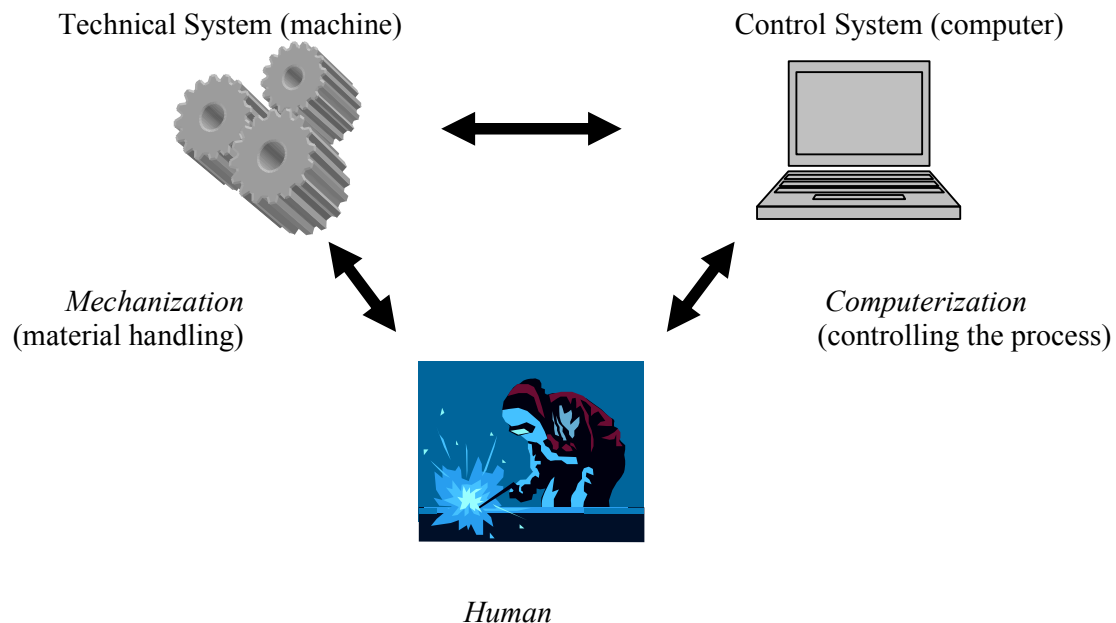 Technical System (machine)
Control System (computer)
Mechanization
(material handling)
Computerization
(controlling the process)
Human